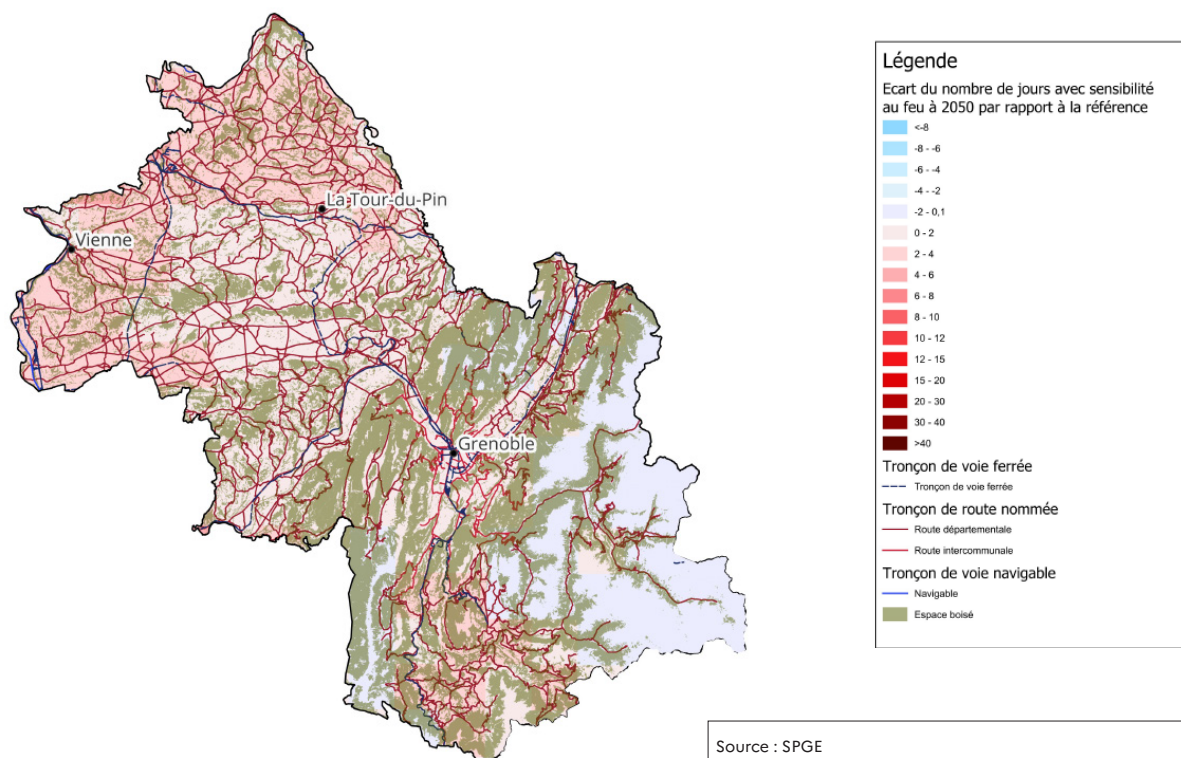 La Tour-du-Pin
Vienne
Grenoble
Légende
Ecart du nombre de jours avec sensibilité
au feu à 2050 par rapport à la référence
<-8
-8 - -6
-6 - -4
-4 - -2
-2 - 0,1
0 - 2
2 - 4
4 - 6
6 - 8
8 - 10
10 - 12
12 - 15
15 - 20
20 - 30
30 - 40
>40
Tronçon de voie ferrée
Tronçon de voie ferrée
Tronçon de route nommée
Route départementale
Route intercommunale
Tronçon de voie navigable
Navigable
Espace boisé
Source : SPGE